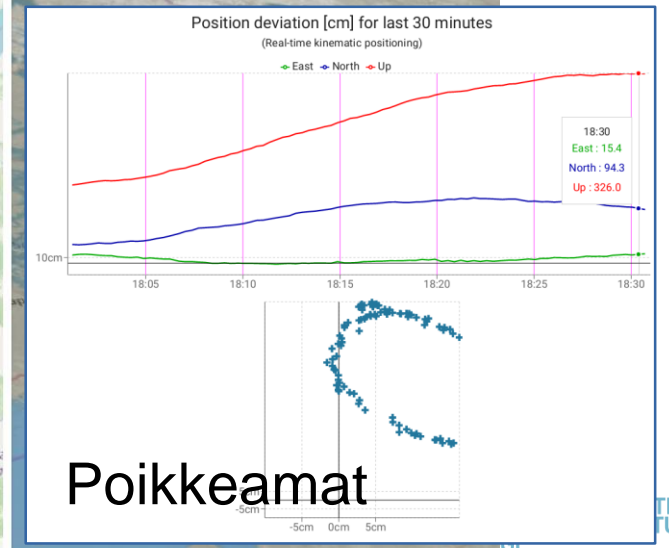 Position deviation [cm] for last 30 minutes
(Real-time kinematic positioning)
East North Up
18:30
East : 15.4
North : 94.3
Up : 326.0
10cm
18:05 18:10 18:15 18:20 18:25 18:30
Poikkeamat
-5cm
-5cm 0cm 5cm